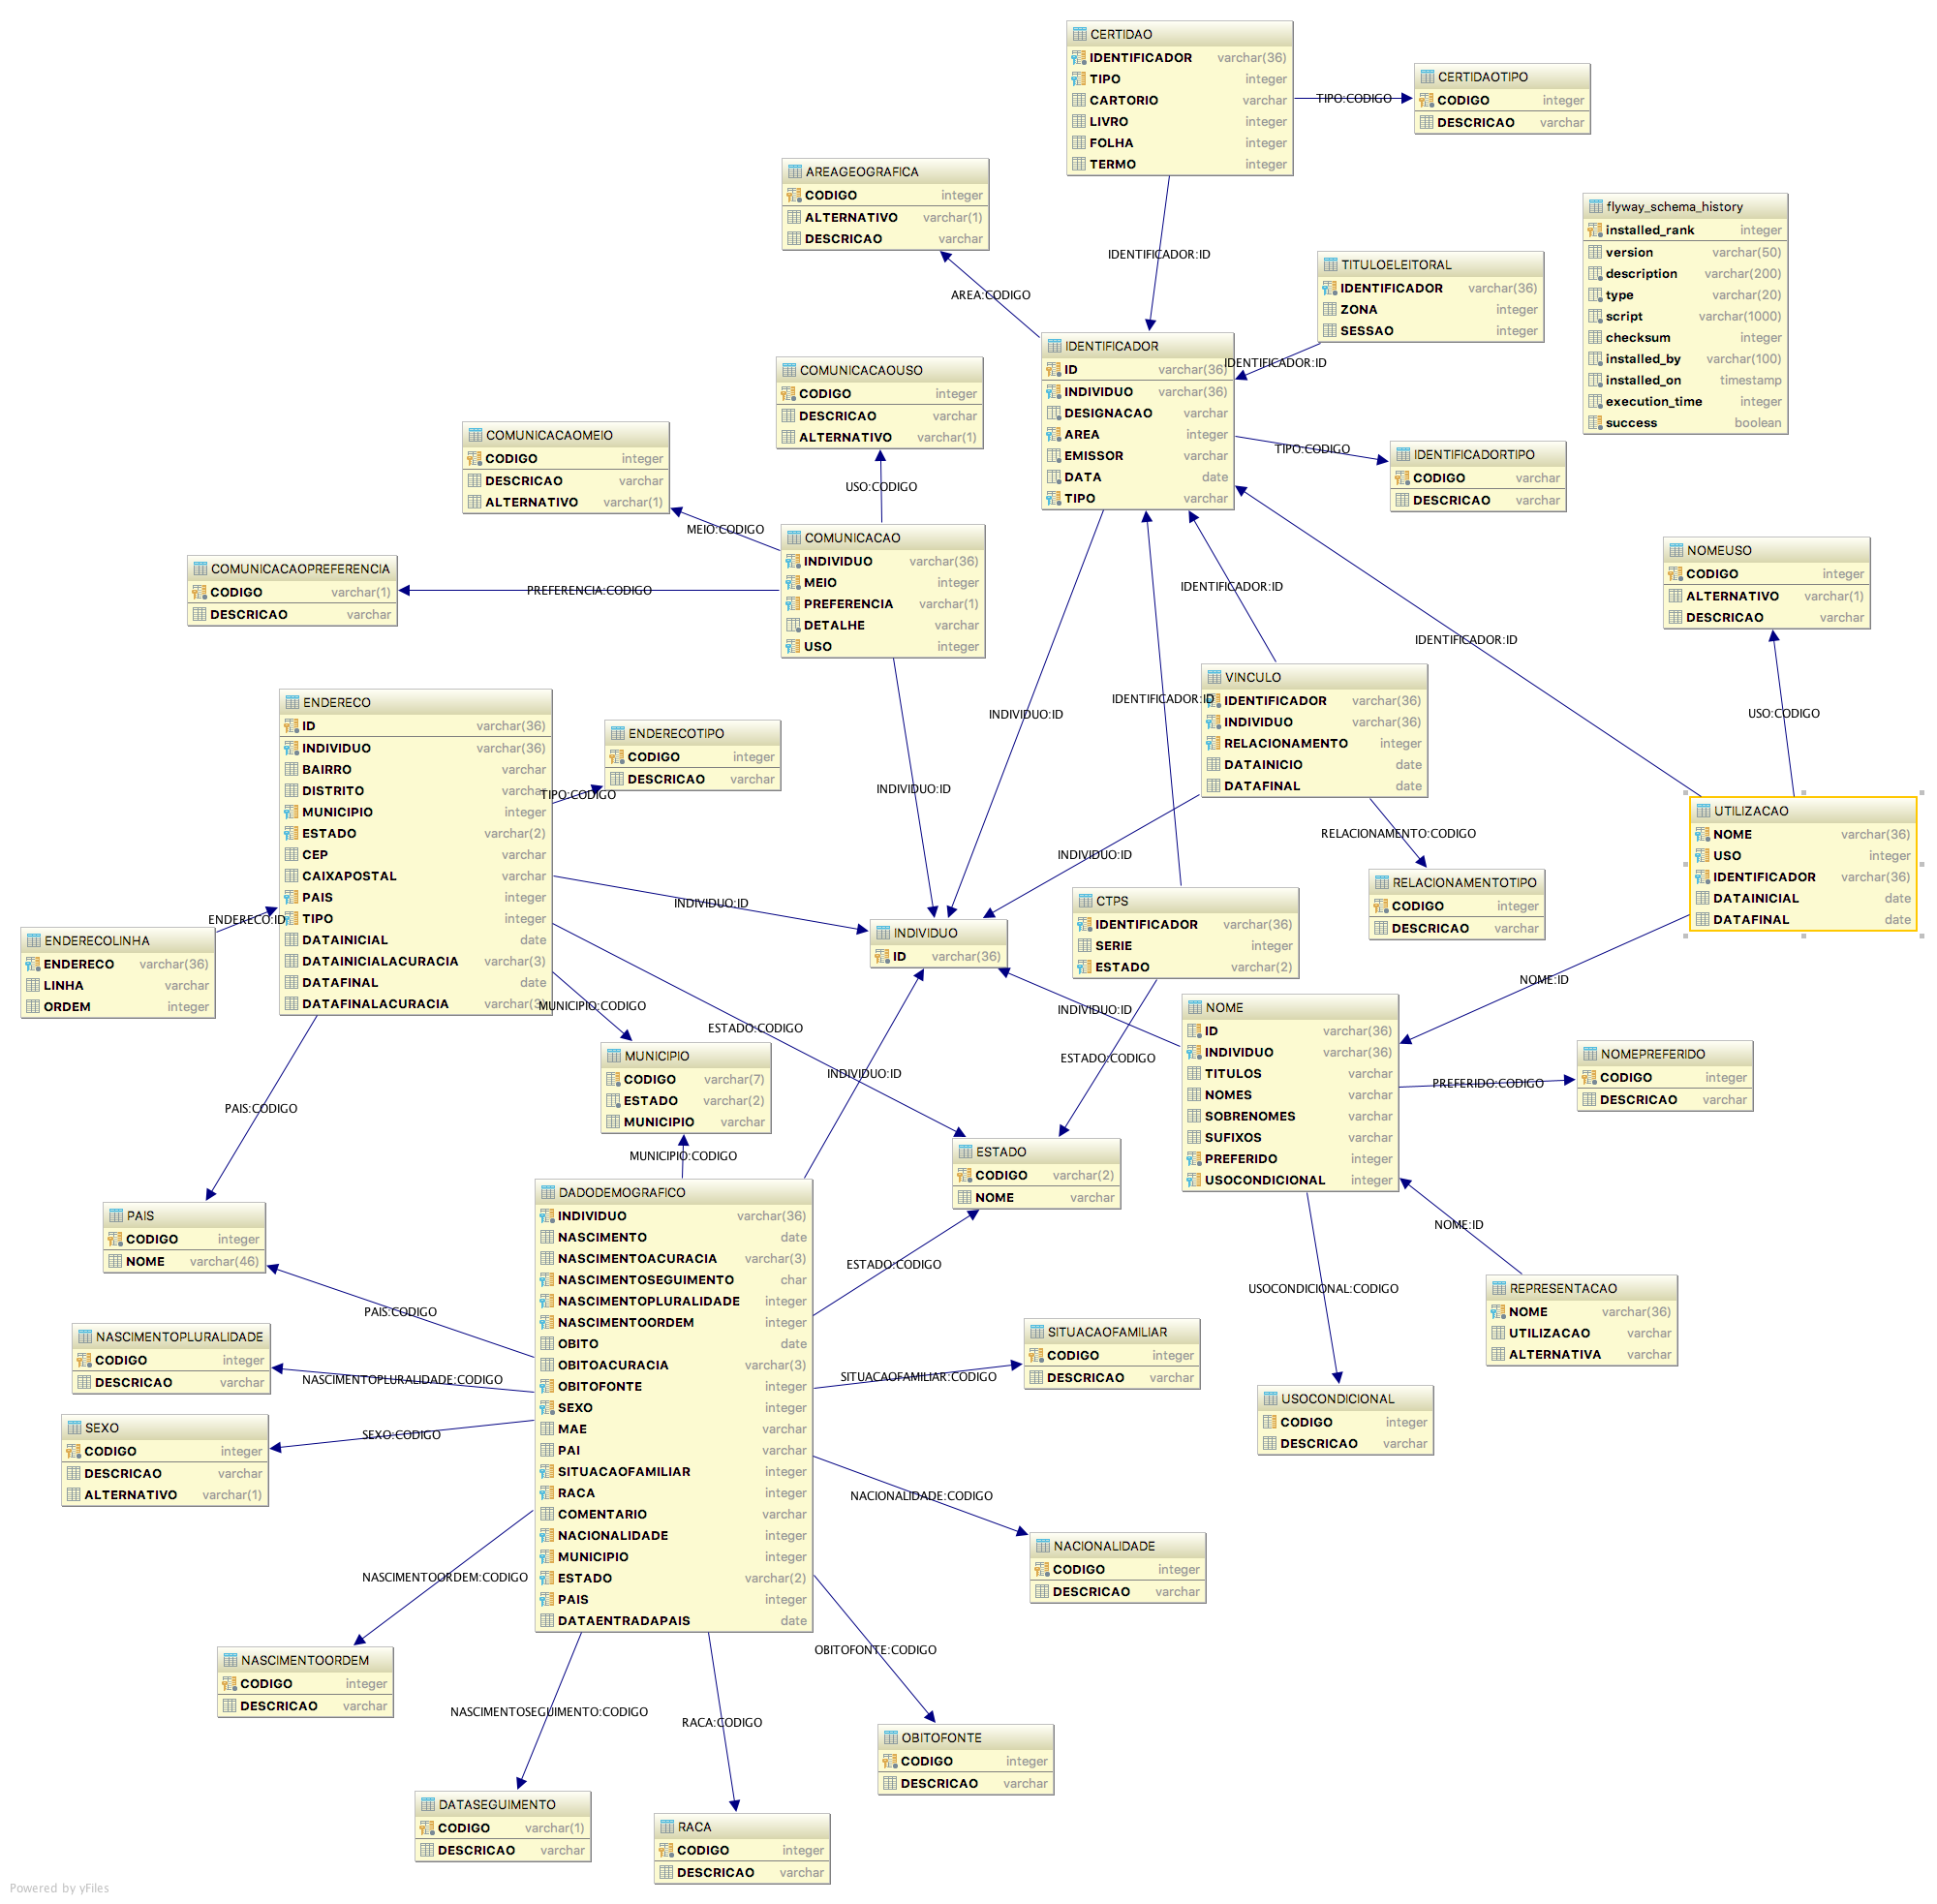 CERTIDAO
IDENTIFICADOR varchar(36)
TIPO integer
CARTORIO varchar
LIVRO integer
FOLHA integer
TERMO integer
TIPO:CODIGO
CERTIDAOTIPO
CODIGO integer
DESCRICAO varchar
AREAGEOGRAFICA
CODIGO integer
ALTERNATIVO varchar(1)
DESCRICAO varchar
flyway_schema_history
installed_rank integer
version varchar(50)
description varchar(200)
type varchar(20)
script varchar(1000)
checksum integer
installed_by varchar(100)
installed_on timestamp
execution_time integer
success boolean
IDENTIFICADOR:ID
TITULOELEITORAL
IDENTIFICADOR varchar(36)
ZONA integer
SESSAO integer
AREA:CODIGO
IDENTIFICADOR:ID
IDENTIFICADOR
ID varchar(36)
INDIVIDUO varchar(36)
DESIGNACAO varchar
AREA integer
EMISSOR varchar
DATA date
TIPO varchar
TIPO:CODIGO
IDENTIFICADORTIPO
CODIGO varchar
DESCRICAO varchar
COMUNICACAOUSO
CODIGO integer
DESCRICAO varchar
ALTERNATIVO varchar(1)
COMUNICACAOMEIO
CODIGO integer
DESCRICAO varchar
ALTERNATIVO varchar(1)
USO:CODIGO
MEIO:CODIGO
COMUNICACAO
INDIVIDUO varchar(36)
MEIO integer
PREFERENCIA varchar(1)
DETALHE varchar
USO integer
COMUNICACAOPREFERENCIA
CODIGO varchar(1)
DESCRICAO varchar
PREFERENCIA:CODIGO
NOMEUSO
CODIGO integer
ALTERNATIVO varchar(1)
DESCRICAO varchar
IDENTIFICADOR:ID
IDENTIFICADOR:ID
IDENTIFICADOR:ID
INDIVIDUO:ID
USO:CODIGO
VINCULO
IDENTIFICADOR varchar(36)
INDIVIDUO varchar(36)
RELACIONAMENTO integer
DATAINICIO date
DATAFINAL date
ENDERECO
ID varchar(36)
INDIVIDUO varchar(36)
BAIRRO varchar
DISTRITO varchar
MUNICIPIO integer
ESTADO varchar(2)
CEP varchar
CAIXAPOSTAL varchar
PAIS integer
TIPO integer
DATAINICIAL date
DATAINICIALACURACIA varchar(3)
DATAFINAL date
DATAFINALACURACIA varchar(3)
ENDERECOTIPO
CODIGO integer
DESCRICAO varchar
TIPO:CODIGO
INDIVIDUO:ID
UTILIZACAO
NOME varchar(36)
USO integer
IDENTIFICADOR varchar(36)
DATAINICIAL date
DATAFINAL date
RELACIONAMENTO:CODIGO
INDIVIDUO:ID
RELACIONAMENTOTIPO
CODIGO integer
DESCRICAO varchar
CTPS
IDENTIFICADOR varchar(36)
SERIE integer
ESTADO varchar(2)
INDIVIDUO:ID
ENDERECO:ID
INDIVIDUO
ID varchar(36)
ENDERECOLINHA
ENDERECO varchar(36)
LINHA varchar
ORDEM integer
NOME:ID
MUNICIPIO:CODIGO
INDIVIDUO:ID
NOME
ID varchar(36)
INDIVIDUO varchar(36)
TITULOS varchar
NOMES varchar
SOBRENOMES varchar
SUFIXOS varchar
PREFERIDO integer
USOCONDICIONAL integer
ESTADO:CODIGO
ESTADO:CODIGO
INDIVIDUO:ID
MUNICIPIO
CODIGO varchar(7)
ESTADO varchar(2)
MUNICIPIO varchar
NOMEPREFERIDO
CODIGO integer
DESCRICAO varchar
PREFERIDO:CODIGO
PAIS:CODIGO
MUNICIPIO:CODIGO
ESTADO
CODIGO varchar(2)
NOME varchar
DADODEMOGRAFICO
INDIVIDUO varchar(36)
NASCIMENTO date
NASCIMENTOACURACIA varchar(3)
NASCIMENTOSEGUIMENTO char
NASCIMENTOPLURALIDADE integer
NASCIMENTOORDEM integer
OBITO date
OBITOACURACIA varchar(3)
OBITOFONTE integer
SEXO integer
MAE varchar
PAI varchar
SITUACAOFAMILIAR integer
RACA integer
COMENTARIO varchar
NACIONALIDADE integer
MUNICIPIO integer
ESTADO varchar(2)
PAIS integer
DATAENTRADAPAIS date
PAIS
CODIGO integer
NOME varchar(46)
NOME:ID
ESTADO:CODIGO
USOCONDICIONAL:CODIGO
REPRESENTACAO
NOME varchar(36)
UTILIZACAO varchar
ALTERNATIVA varchar
PAIS:CODIGO
NASCIMENTOPLURALIDADE
CODIGO integer
DESCRICAO varchar
NASCIMENTOPLURALIDADE:CODIGO
SITUACAOFAMILIAR
CODIGO integer
DESCRICAO varchar
SITUACAOFAMILIAR:CODIGO
USOCONDICIONAL
CODIGO integer
DESCRICAO varchar
SEXO
CODIGO integer
DESCRICAO varchar
ALTERNATIVO varchar(1)
SEXO:CODIGO
NACIONALIDADE:CODIGO
NACIONALIDADE
CODIGO integer
DESCRICAO varchar
NASCIMENTOORDEM:CODIGO
NASCIMENTOORDEM
CODIGO integer
DESCRICAO varchar
OBITOFONTE:CODIGO
NASCIMENTOSEGUIMENTO:CODIGO
RACA:CODIGO
OBITOFONTE
CODIGO integer
DESCRICAO varchar
DATASEGUIMENTO
CODIGO varchar(1)
DESCRICAO varchar
RACA
CODIGO integer
DESCRICAO varchar
Powered by yFiles